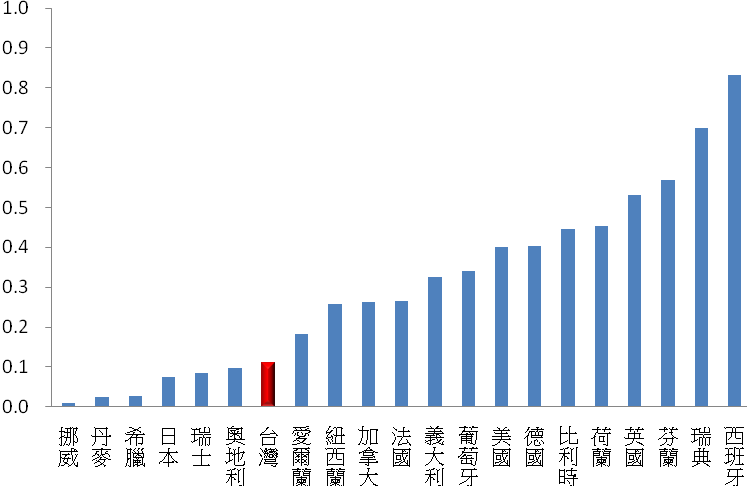 1.0
0.9
0.8
0.7
0.6
0.5
0.4
0.3
0.2
0.1
0.0
挪威
丹麥
希臘
日本
瑞士
奧地利
台灣
愛爾蘭
紐西蘭
加拿大
法國
義大利
葡萄牙
美國
德國
比利時
荷蘭
英國
芬蘭
瑞典
西班牙